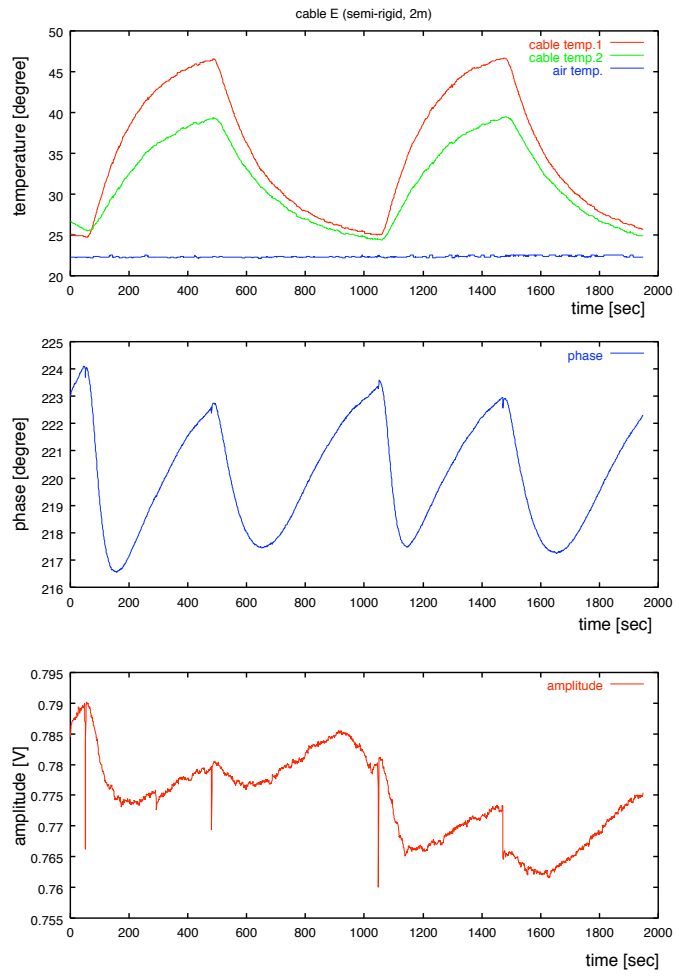 cable E (semi-rigid, 2m)
50
45
40
35
30
25
20
temperature [degree]
cable temp.1
cable temp.2
air temp.
0 200 400 600 800 1000 1200 1400 1600 1800 2000
time [sec]
225
224
223
222
221
220
219
218
217
216
phase [degree]
phase
0 200 400 600 800 1000 1200 1400 1600 1800 2000
time [sec]
0.795
0.79
0.785
0.78
0.775
0.77
0.765
0.76
0.755
amplitude [V]
amplitude
0 200 400 600 800 1000 1200 1400 1600 1800 2000
time [sec]